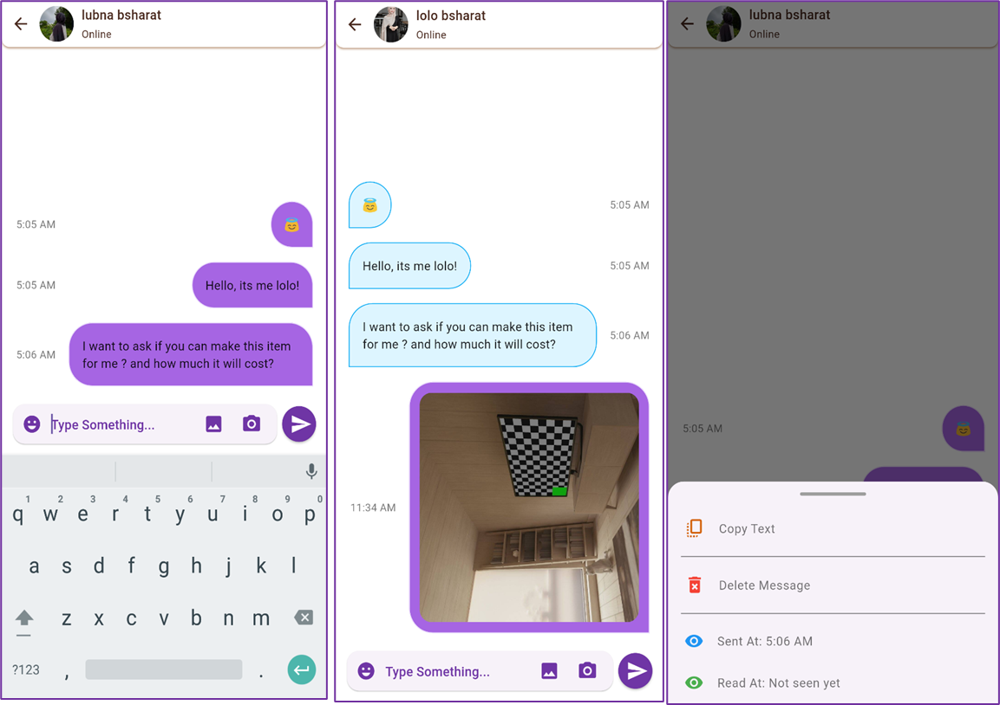 lubna bsharat
Online
5:05 AM
5:05 AM
Hello, its me lolo!
5:06 AM
I want to ask if you can make this item
for me ? and how much it will cost?
Type Something...
1 2 3 4 5 6 7 8 9 0
q w e r t y u i o p
a s d f g h j k l
z x c v b n m
?123 , .
lolo bsharat
Online
5:05 AM
Hello, its me lolo!
5:05 AM
I want to ask if you can make this item
for me ? and how much it will cost?
5:06 AM
11:34 AM
Type Something...
lubna bsharat
Online
5:05 AM
Copy Text
Delete Message
Sent At: 5:06 AM
Read At: Not seen yet